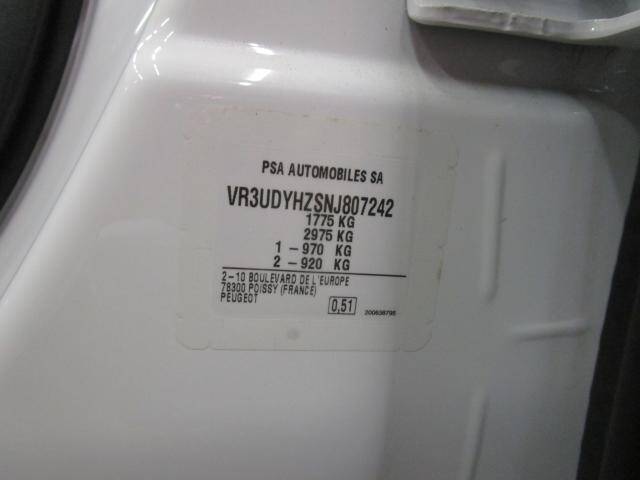 PSA AUTOMOBILES SA
VR3UDYHZSNJ807242
1775 KG
2975 KG
1 - 970 KG
2 - 920 KG
2-10 BOULEVARD DE L'EUROPE
78300 POISSY (FRANCE)
PEUGEOT
0,51
200638795